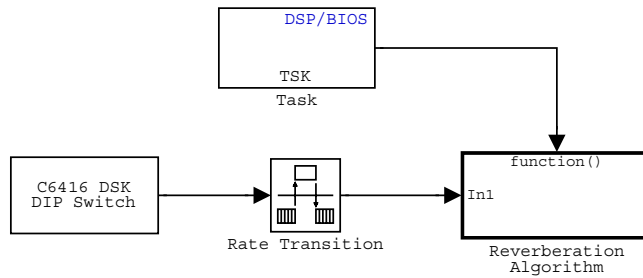 DSP/BIOS
TSK
Task
function()
C6416 DSK
DIP Switch
In1
Rate Transition
Reverberation
Algorithm